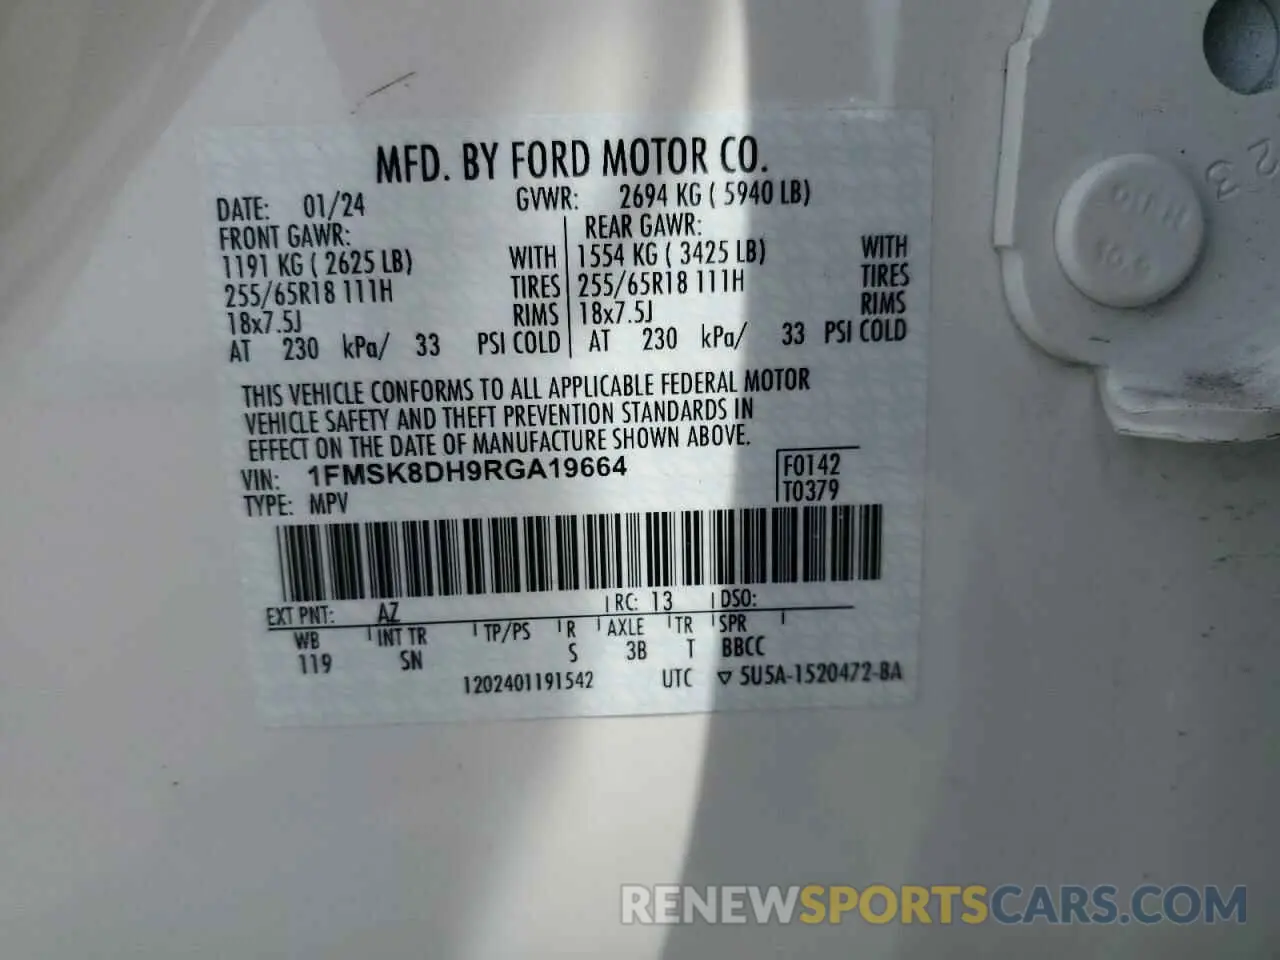 MFD. BY FORD MOTOR CO.
DATE: 01/24 GVWR: 2694 KG ( 5940 LB)
FRONT GAWR: REAR GAWR:
1191 KG ( 2625 LB) WITH 1554 KG ( 3425 LB) WITH
255/65R18 111H TIRES 255/65R18 111H TIRES
18x7.5J RIMS 18x7.5J RIMS
AT 230 kPa/ 33 PSI COLD AT 230 kPa/ 33 PSI COLD
THIS VEHICLE CONFORMS TO ALL APPLICABLE FEDERAL MOTOR
VEHICLE SAFETY AND THEFT PREVENTION STANDARDS IN
EFFECT ON THE DATE OF MANUFACTURE SHOWN ABOVE.
VIN: 1FMSK8DH9RGA19664 F0142
TYPE: MPV T0379
EXT PNT: AZ RC: 13 DSO:
WB INT TR TP/PS R AXLE TR SPR
119 SN S 3B T BBCC
1202401191542 UTC ▽ 5U5A-1520472-BA
23
RENEWSPORTSCARS.COM